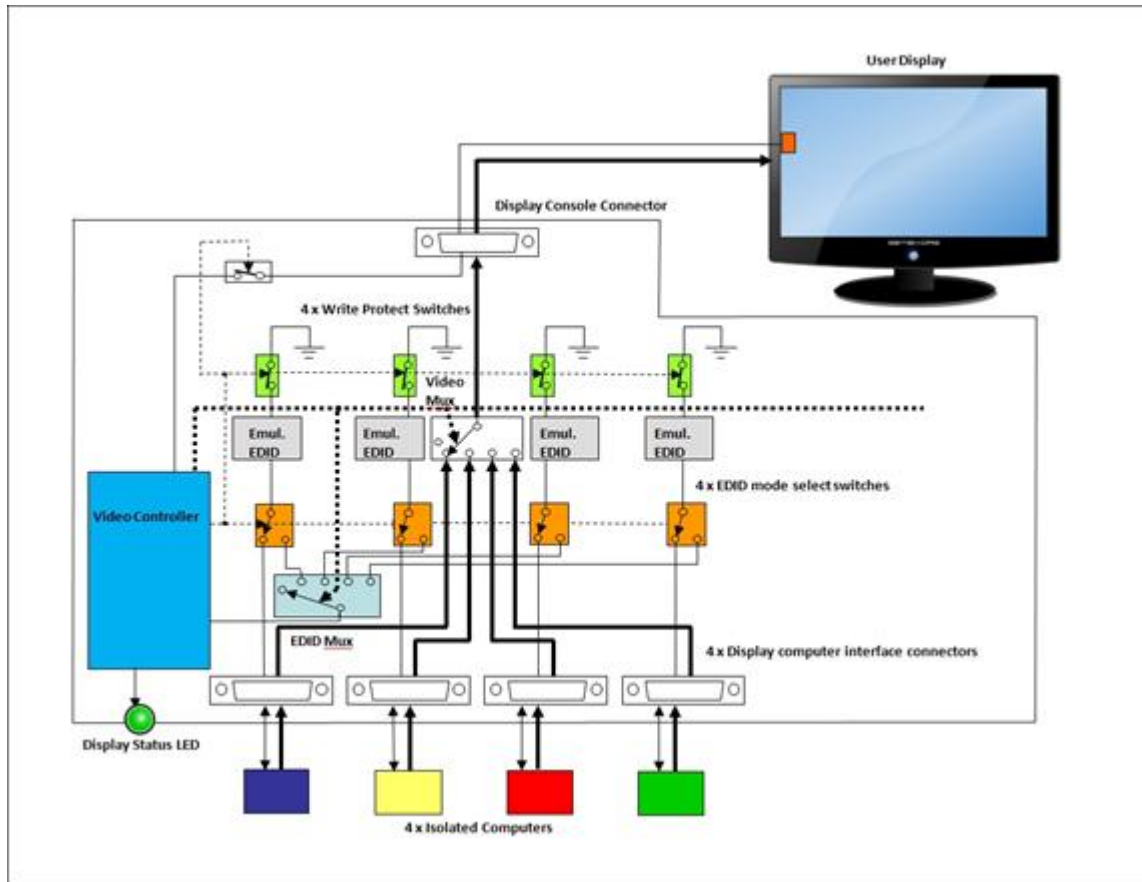 User Display
Display Console Connector
4 x Write Protect Switches
Video
Mux
Emul.
EDID
Emul.
EDID
Emul.
EDID
Emul.
EDID
4 x EDID mode select switches
Video Controller
EDID Mux
4 x Display computer interface connectors
Display Status LED
4 x Isolated Computers